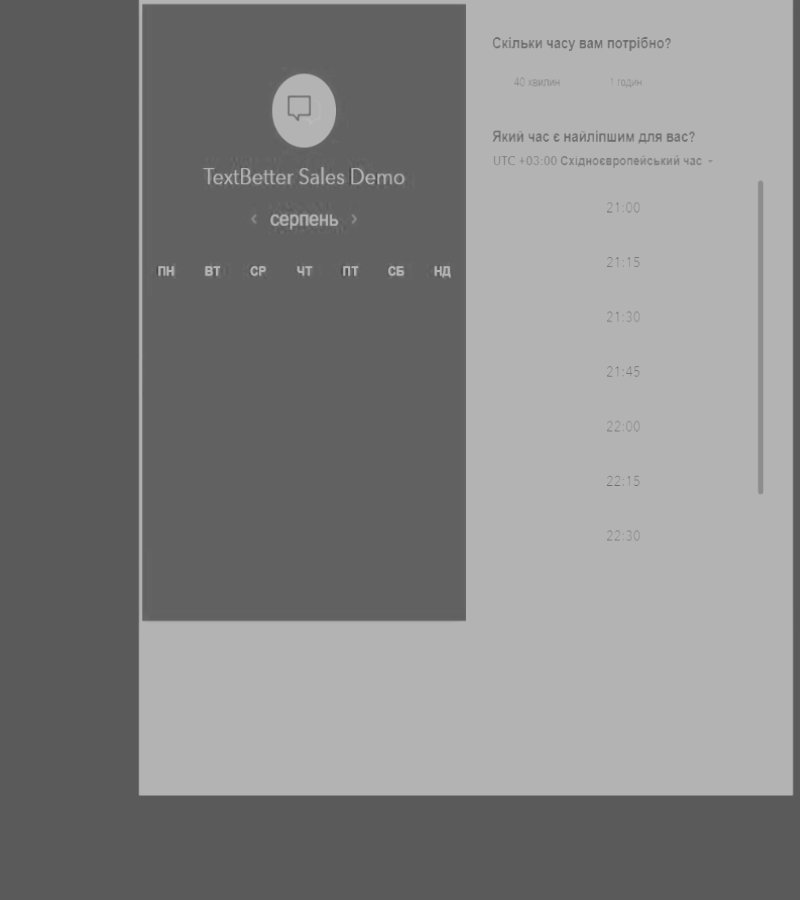 TextBetter Sales Demo
< серпень >
ПН ВТ СР ЧТ ПТ СБ НД
Скільки часу вам потрібно?
40 хвилин 1 годин
Який час є найліпшим для вас?
UTC +03:00 Східноєвропейський час
21:00
21:15
21:30
21:45
22:00
22:15
22:30